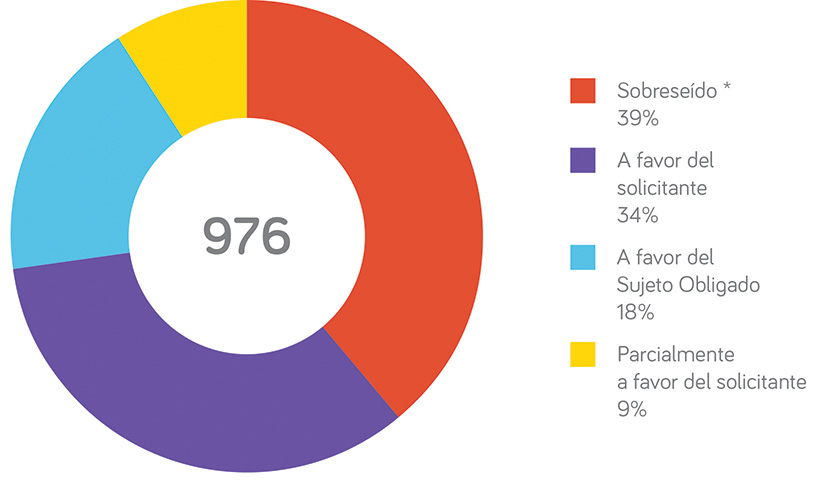 976
Sobreseído *
39%
A favor del
solicitante
34%
A favor del
Sujeto Obligado
18%
Parcialmente
a favor del solicitante
9%